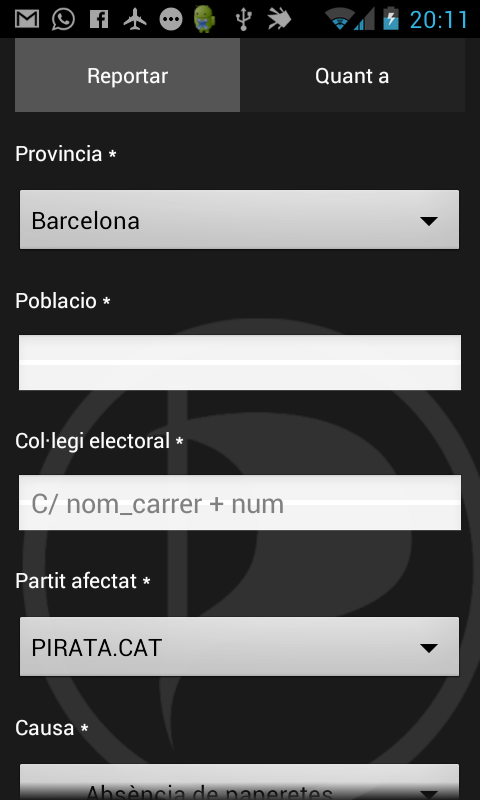 20:11
Reportar
Quant a
Provincia *
Barcelona
Poblacio *
Col·legi electoral *
C/ nom_carrer + num
Partit afectat *
PIRATA.CAT
Causa *
Absència de paperetes